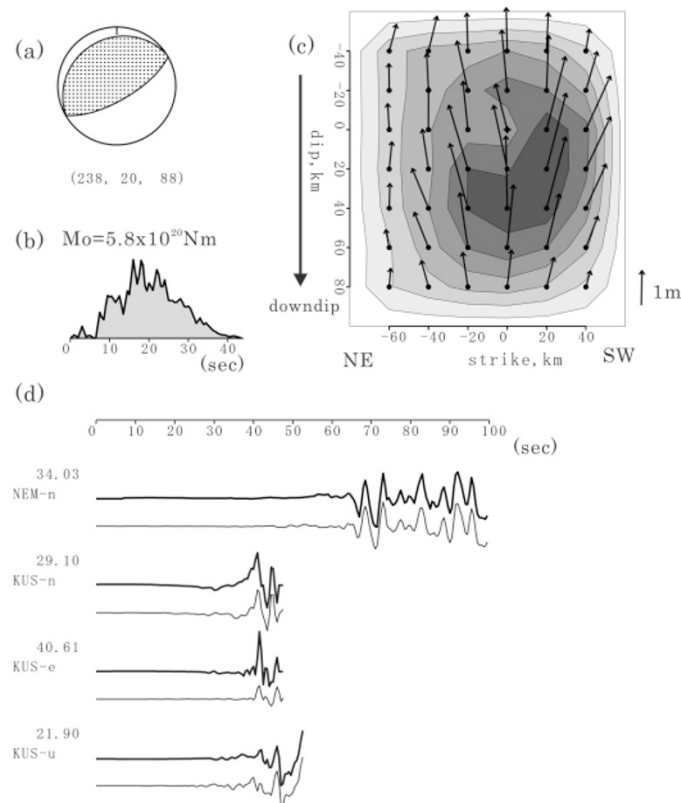 (a)
(238, 20, 88)
(b) Mo=5.8x10²⁰Nm
0 10 20 30 40
(sec)
(c)
dip, km
downdip
-40
-20
0
20
40
60
80
-60 -40 -20 0 20 40
NE strike, km SW
1m
(d)
0 10 20 30 40 50 60 70 80 90 100
(sec)
34.03
NEM-n
29.10
KUS-n
40.61
KUS-e
21.90
KUS-u